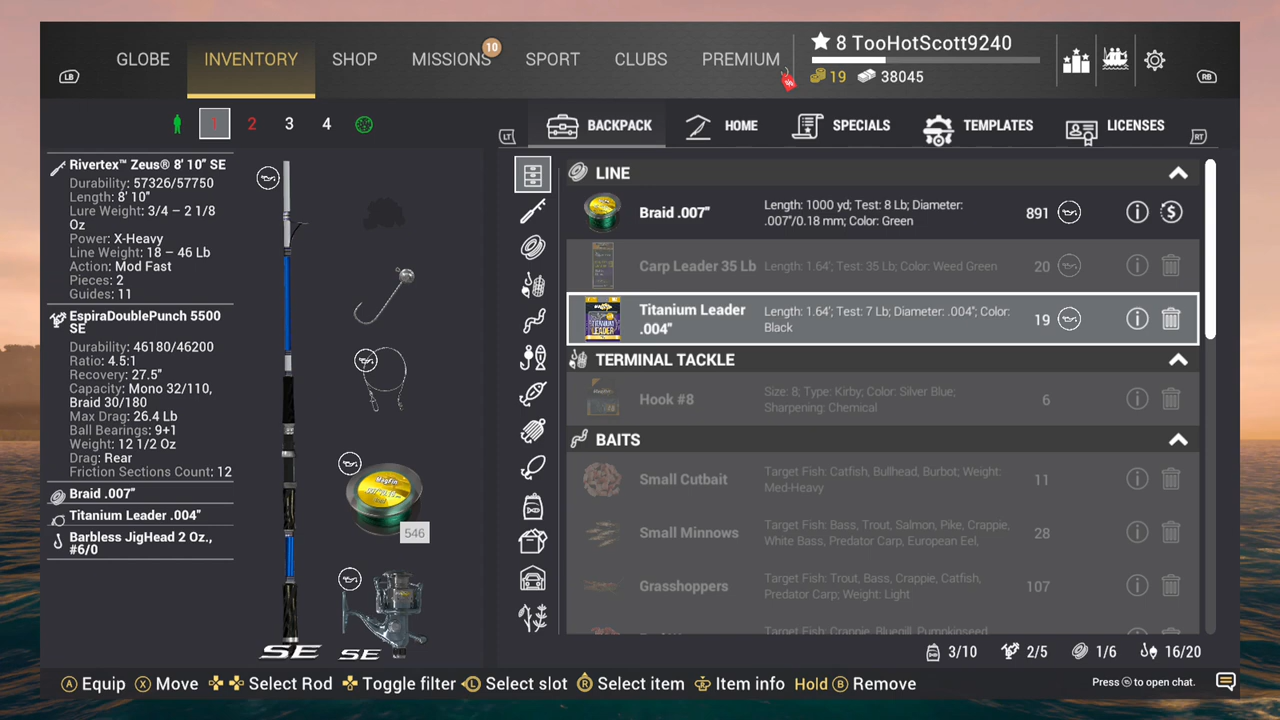 LB
GLOBE
INVENTORY
SHOP
MISSIONS
10
SPORT
CLUBS
PREMIUM
8 TooHotScott9240
19
38045
RB
1
2
3
4
LT
BACKPACK
HOME
SPECIALS
TEMPLATES
LICENSES
RT
Rivertex™ Zeus® 8' 10" SE
Durability: 57326/57750
Length: 8' 10"
Lure Weight: 3/4 – 2 1/8
Oz
Power: X-Heavy
Line Weight: 18 – 46 Lb
Action: Mod Fast
Pieces: 2
Guides: 11
EspiraDoublePunch 5500
SE
Durability: 46180/46200
Ratio: 4.5:1
Recovery: 27.5"
Capacity: Mono 32/110,
Braid 30/180
Max Drag: 26.4 Lb
Ball Bearings: 9+1
Weight: 12 1/2 Oz
Drag: Rear
Friction Sections Count: 12
Braid .007"
Titanium Leader .004"
Barbless JigHead 2 Oz.,
#6/0
MagFin
546
SE
SE
LINE
Braid .007"
Length: 1000 yd; Test: 8 Lb; Diameter:
.007"/0.18 mm; Color: Green
891
Carp Leader 35 Lb
Length: 1.64'; Test: 35 Lb; Color: Weed Green
20
Titanium Leader
.004"
Length: 1.64'; Test: 7 Lb; Diameter: .004"; Color:
Black
19
TERMINAL TACKLE
Hook #8
Size: 8, Type: Kirby; Color: Silver Blue;
Sharpening: Chemical
6
BAITS
Small Cutbait
Target Fish: Catfish, Bullhead, Burbot; Weight:
Med-Heavy
11
Small Minnows
Target Fish: Bass, Trout, Salmon, Pike, Crappie,
White Bass, Predator Carp, European Eel,
28
Grasshoppers
Target Fish: Trout, Bass, Crappie, Catfish,
Predator Carp; Weight: Light
107
Target Fish: Crappie, Bluegill, Pumpkinseed,
3/10
2/5
1/6
16/20
A Equip
X Move
Select Rod
Toggle filter
L Select slot
R Select item
Item info
Hold B Remove
Press to open chat.